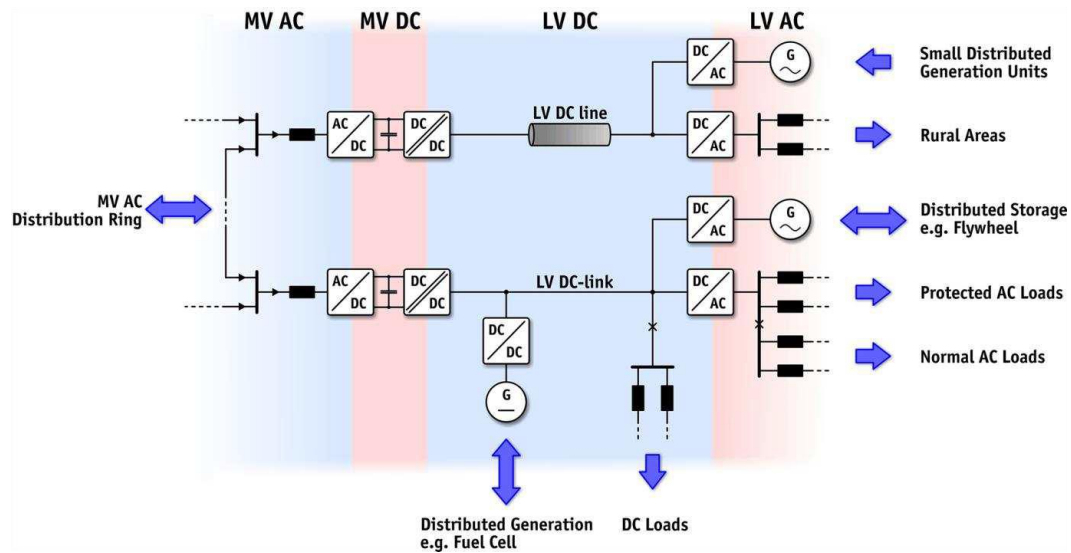 MV AC
MV DC
LV DC
LV AC
DC
AC
G
Small Distributed
Generation Units
LV DC line
AC
DC
DC
DC
DC
AC
Rural Areas
MV AC
Distribution Ring
DC
AC
G
Distributed Storage
e.g. Flywheel
AC
DC
DC
DC
LV DC-link
DC
AC
Protected AC Loads
DC
DC
Normal AC Loads
G
Distributed Generation
e.g. Fuel Cell
DC Loads